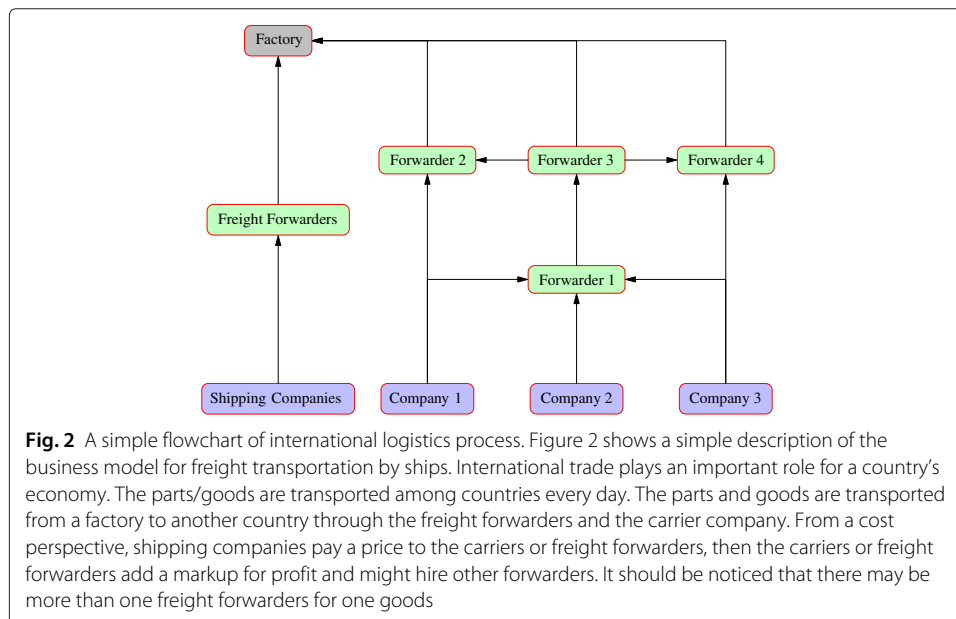 Factory
Forwarder 2
Forwarder 3
Forwarder 4
Freight Forwarders
Forwarder 1
Shipping Companies
Company 1
Company 2
Company 3
Fig. 2 A simple flowchart of international logistics process. Figure 2 shows a simple description of the
business model for freight transportation by ships. International trade plays an important role for a country's
economy. The parts/goods are transported among countries every day. The parts and goods are transported
from a factory to another country through the freight forwarders and the carrier company. From a cost
perspective, shipping companies pay a price to the carriers or freight forwarders, then the carriers or freight
forwarders add a markup for profit and might hire other forwarders. It should be noticed that there may be
more than one freight forwarders for one goods